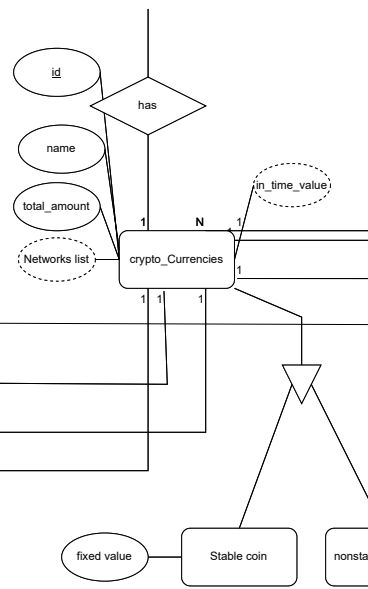 id
has
name
in_time_value
total_amount
1
N
1
Networks list
crypto_Currencies
1
1
1
1
fixed value
Stable coin
nonsta